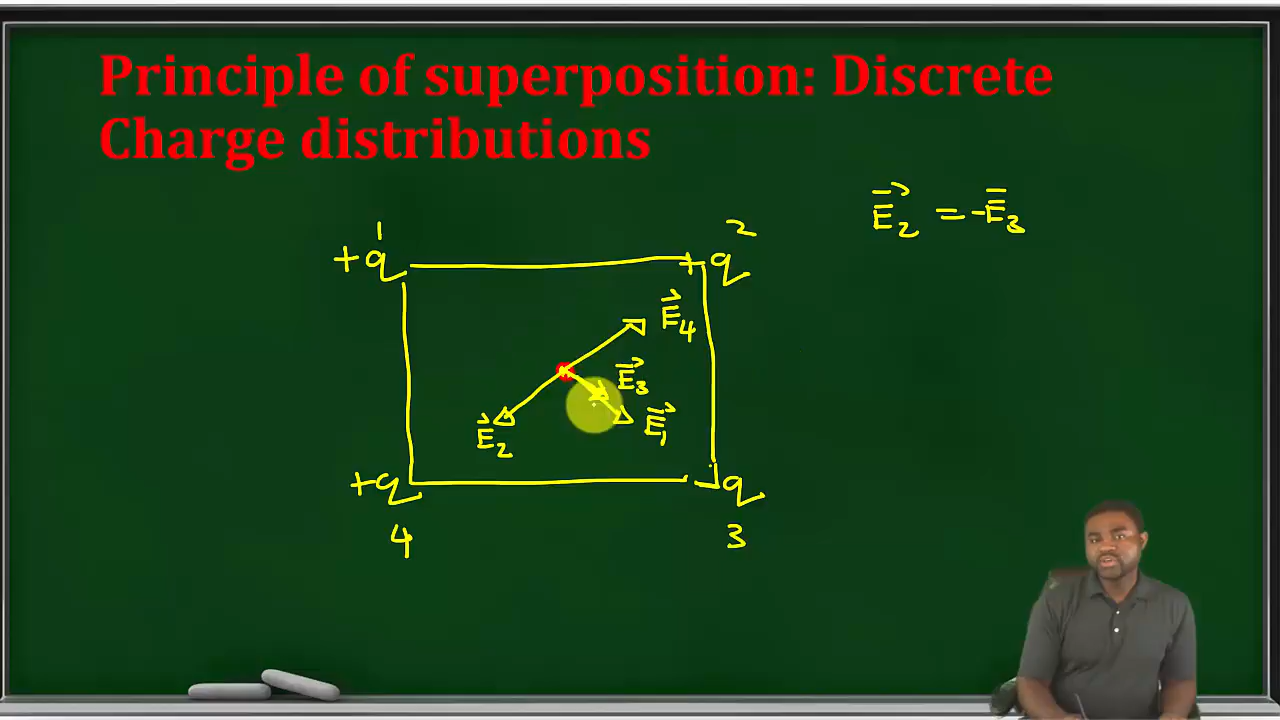 Principle of superposition: Discrete
Charge distributions
E⃗₂ = -E̅₃
1
2
+q
+q
E⃗₄
E⃗₃
E⃗₁
E⃗₂
+q
-q
4
3